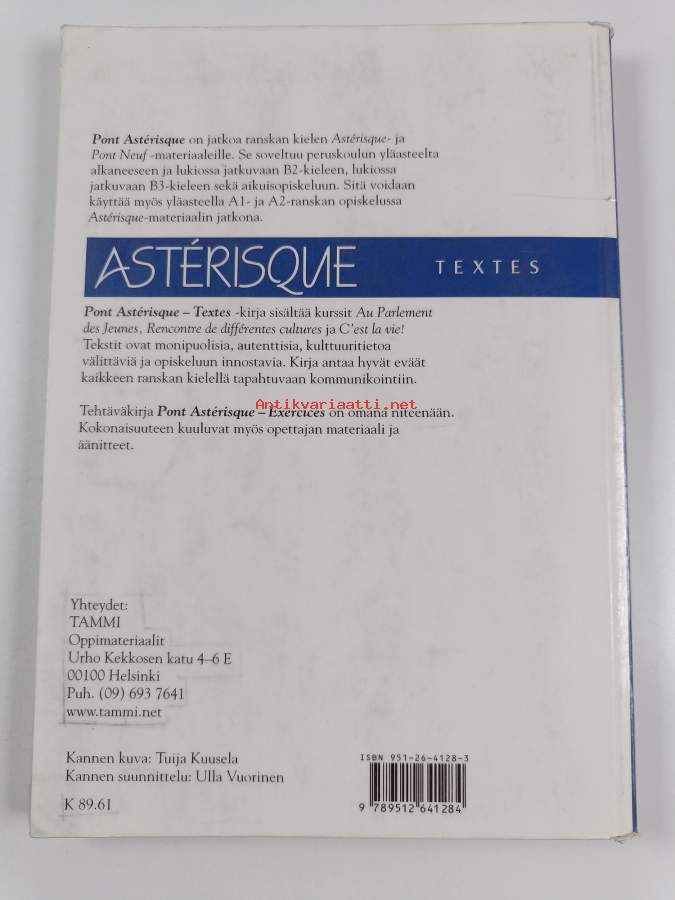 Pont Astérisque on jatkoa ranskan kielen Astérisque- ja
Pont Neuf -materiaaleille. Se soveltuu peruskoulun yläasteelta
alkaneeseen ja lukiossa jatkuvaan B2-kieleen, lukiossa
jatkuvaan B3-kieleen sekä aikuisopiskeluun. Sitä voidaan
käyttää myös yläasteella A1- ja A2-ranskan opiskelussa
Astérisque-materiaalin jatkona.
ASTÉRISQUE TEXTES
Pont Astérisque – Textes -kirja sisältää kurssit Au Parlement
des Jeunes, Rencontre de différentes cultures ja C'est la vie!
Tekstit ovat monipuolisia, autenttisia, kulttuuritietoa
välittäviä ja opiskeluun innostavia. Kirja antaa hyvät eväät
kaikkeen ranskan kielellä tapahtuvaan kommunikointiin.
Antikvariaatti.net
Tehtäväkirja Pont Astérisque – Exercices on omana niteenään.
Kokonaisuuteen kuuluvat myös opettajan materiaali ja
äänitteet.
Yhteydet:
TAMMI
Oppimateriaalit
Urho Kekkosen katu 4–6 E
00100 Helsinki
Puh. (09) 693 7641
www.tammi.net
Kannen kuva: Tuija Kuusela
Kannen suunnittelu: Ulla Vuorinen
K 89.61
ISBN 951-26-4128-3
9 789512 641284